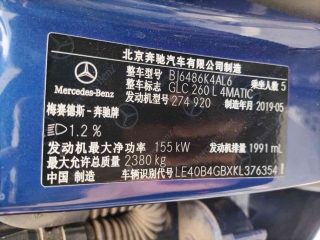 北京奔驰汽车有限公司制造
整车型号 BJ6486K4AL6 乘坐人数 5
整车标志 GLC 260 L 4MATIC
发动机型号 274 920 制造年月 2019-05
Mercedes-Benz
梅赛德斯-奔驰牌
1.2 %
发动机最大净功率 155 kW 发动机排量 1991 mL
最大允许总质量 2380 kg
中国 制造 车辆识别代号 LE40B4GBXKL376354